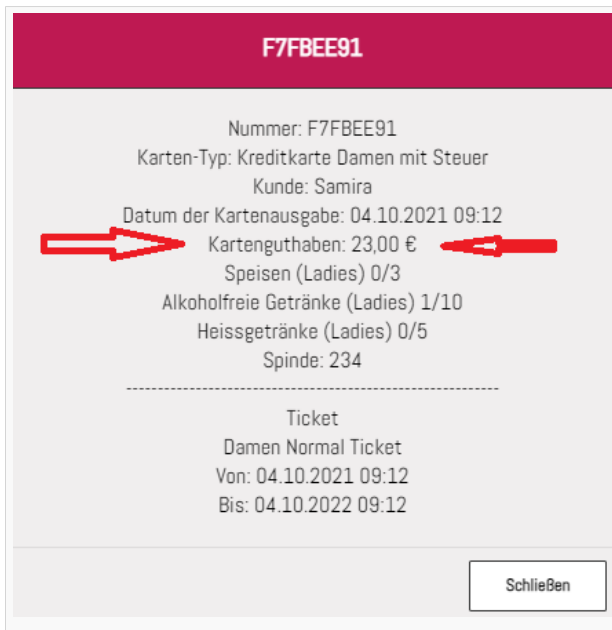 F7FBEE91
Nummer: F7FBEE91
Karten-Typ: Kreditkarte Damen mit Steuer
Kunde: Samira
Datum der Kartenausgabe: 04.10.2021 09:12
Kartenguthaben: 23,00 €
Speisen (Ladies) 0/3
Alkoholfreie Getränke (Ladies) 1/10
Heissgetränke (Ladies) 0/5
Spinde: 234
------------------------------------------------------------
Ticket
Damen Normal Ticket
Von: 04.10.2021 09:12
Bis: 04.10.2022 09:12
Schließen